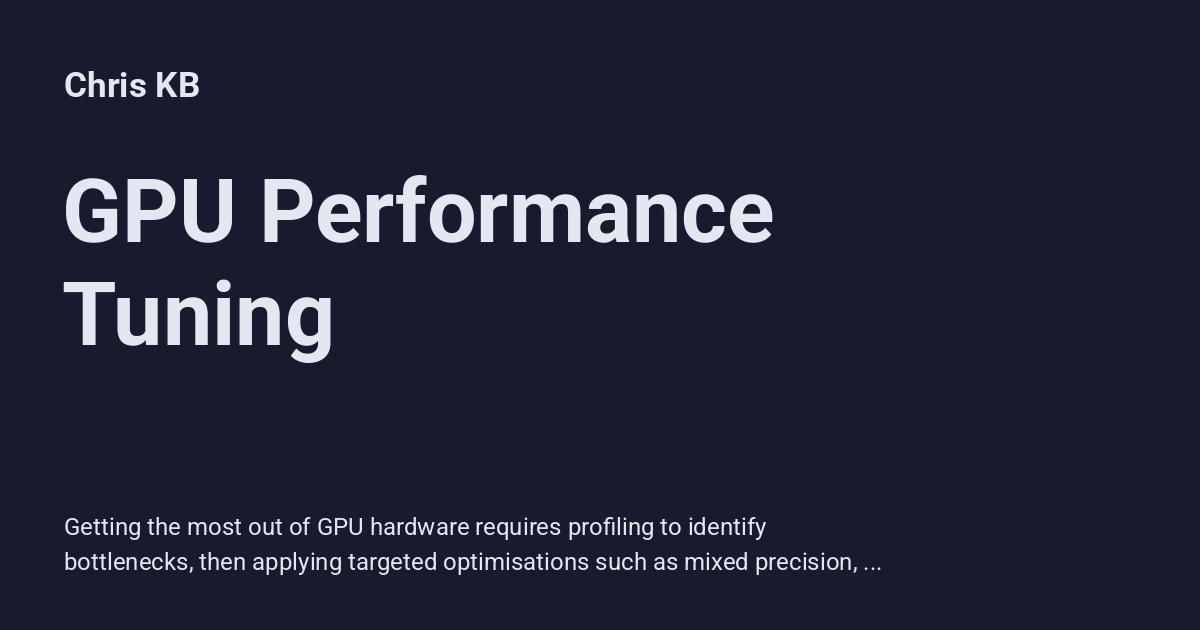 Chris KB
GPU Performance
Tuning
Getting the most out of GPU hardware requires profiling to identify
bottlenecks, then applying targeted optimisations such as mixed precision, ...